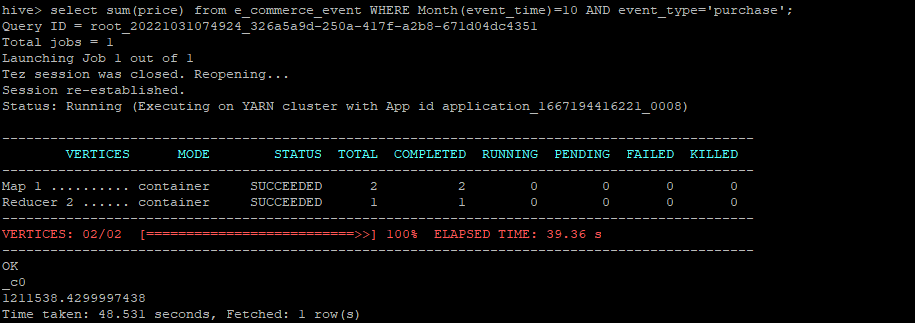 hive> select sum(price) from e_commerce_event WHERE Month(event_time)=10 AND event_type='purchase';
Query ID = root_20221031074924_326a5a9d-250a-417f-a2b8-671d04dc4351
Total jobs = 1
Launching Job 1 out of 1
Tez session was closed. Reopening...
Session re-established.
Status: Running (Executing on YARN cluster with App id application_1667194416221_0008)
----------------------------------------------------------------------------------------------
VERTICES MODE STATUS TOTAL COMPLETED RUNNING PENDING FAILED KILLED
----------------------------------------------------------------------------------------------
Map 1 .......... container SUCCEEDED 2 2 0 0 0 0
Reducer 2 ...... container SUCCEEDED 1 1 0 0 0 0
----------------------------------------------------------------------------------------------
VERTICES: 02/02 [==========================>>] 100% ELAPSED TIME: 39.36 s
----------------------------------------------------------------------------------------------
OK
_c0
1211538.4299997438
Time taken: 48.531 seconds, Fetched: 1 row(s)